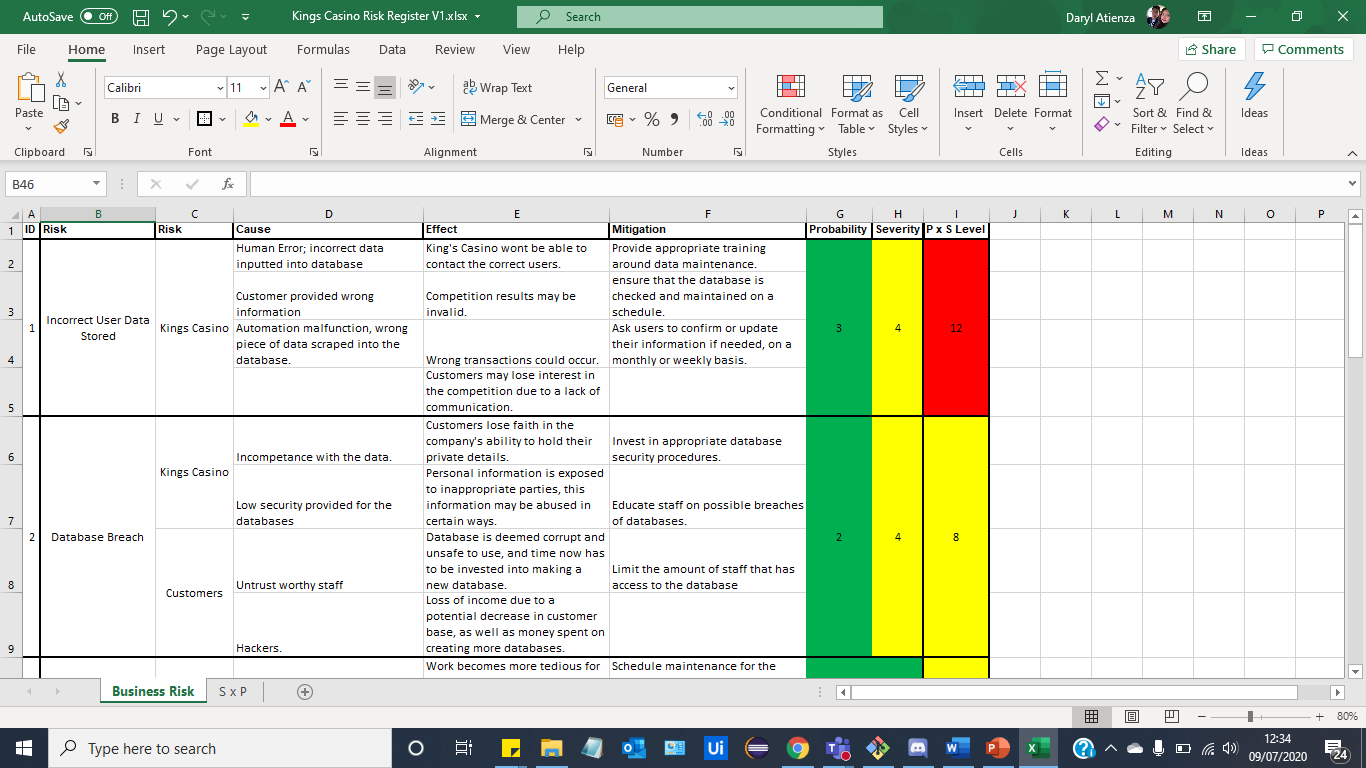 AutoSave Off Kings Casino Risk Register V1.xlsx Search Daryl Atienza
File Home Insert Page Layout Formulas Data Review View Help Share Comments
Paste
Calibri 11 A A
B I U A
ab Wrap Text
Merge & Center
General
% 
Conditional Formatting
Format as Table
Cell Styles
Insert Delete Format
Sort & Filter
Find & Select
Ideas
Clipboard Font Alignment Number Styles Cells Editing Ideas
B46 fx
A B C D E F G H I J K L M N O P
1 ID Risk Risk Cause Effect Mitigation Probability Severity P x S Level
2
Human Error; incorrect data
inputted into database
King's Casino wont be able to
contact the correct users.
Provide appropriate training
around data maintenance.
3
Customer provided wrong
information
Competition results may be
invalid.
ensure that the database is
checked and maintained on a
schedule.
1
Incorrect User Data
Stored
Kings Casino
3 4 12
4
Automation malfunction, wrong
piece of data scraped into the
database.
Wrong transactions could occur.
Ask users to confirm or update
their information if needed, on a
monthly or weekly basis.
5
Customers may lose interest in
the competition due to a lack of
communication.
6
Incompetance with the data.
Customers lose faith in the
company's ability to hold their
private details.
Invest in appropriate database
security procedures.
Kings Casino
7
Low security provided for the
databases
Personal information is exposed
to inappropriate parties, this
information may be abused in
certain ways.
Educate staff on possible breaches
of databases.
2 Database Breach 2 4 8
8
Untrust worthy staff
Database is deemed corrupt and
unsafe to use, and time now has
to be invested into making a
new database.
Limit the amount of staff that has
access to the database
Customers
9
Hackers.
Loss of income due to a
potential decrease in customer
base, as well as money spent on
creating more databases.
Work becomes more tedious for Schedule maintenance for the
Business Risk S x P
80%
Type here to search
Ui
12:34
09/07/2020
24